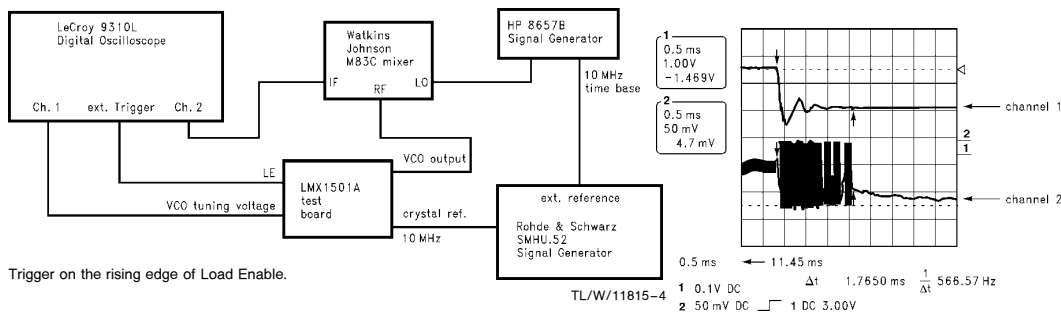 LeCroy 9310L
Digital Oscilloscope
Ch. 1 ext. Trigger Ch. 2
Watkins
Johnson
M83C mixer
IF
RF
LO
HP 8657B
Signal Generator
10 MHz
time base
VCO output
LE
VCO tuning voltage
LMX1501A
test
board
crystal ref.
10 MHz
ext. reference
Rohde & Schwarz
SMHU.52
Signal Generator
Trigger on the rising edge of Load Enable.
TL/W/11815–4
1
0.5 ms
1.00V
−1.469V
2
0.5 ms
50 mV
4.7 mV
channel 1
2
1
channel 2
0.5 ms 11.45 ms
Δt 1.7650 ms 1/Δt 566.57 Hz
1 0.1V DC
2 50 mV DC 1 DC 3.00V